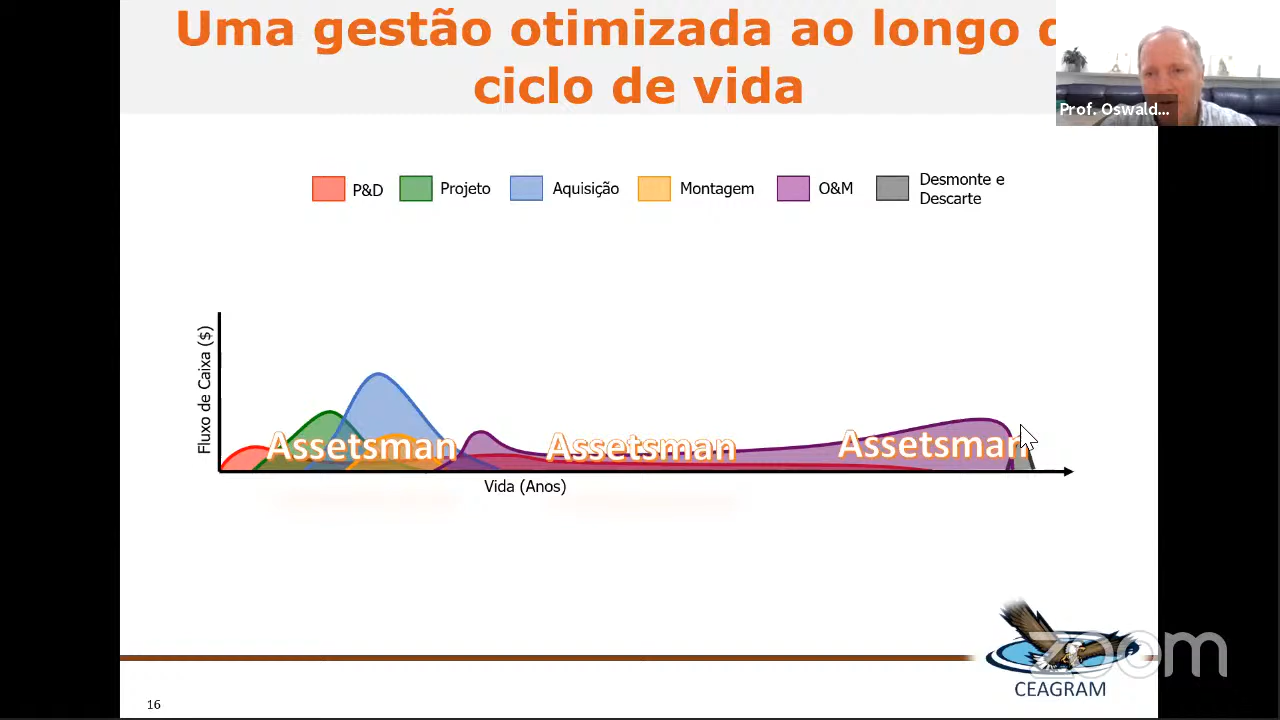 Uma gestão otimizada ao longo d
ciclo de vida
Prof. Oswald...
P&D
Projeto
Aquisição
Montagem
O&M
Desmonte e
Descarte
Fluxo de Caixa ($)
Assetsman
Assetsman
Assetsman
Vida (Anos)
zoom
CEAGRAM
16